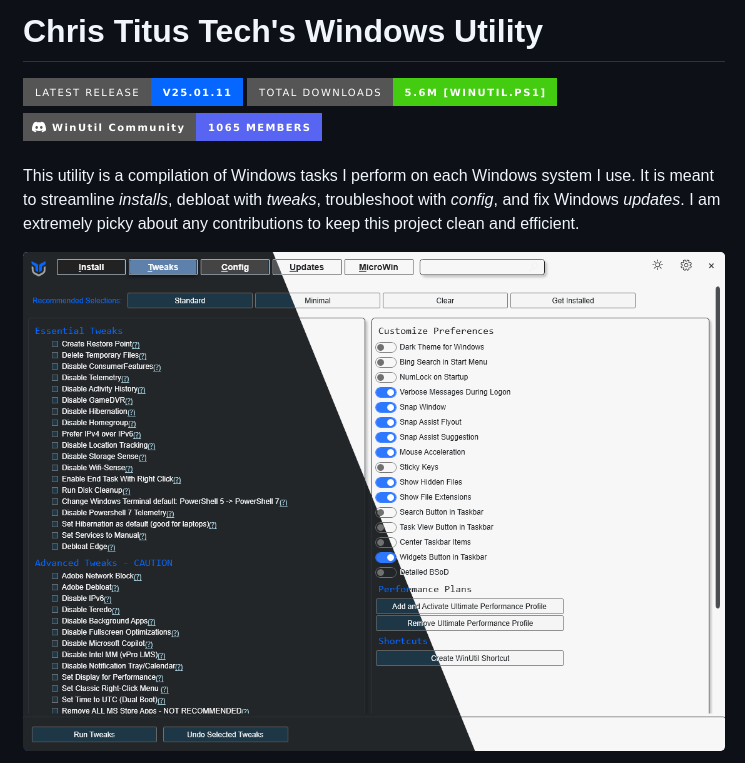 Chris Titus Tech's Windows Utility
LATEST RELEASE V25.01.11 TOTAL DOWNLOADS 5.6M [WINUTIL.PS1]
WinUtil Community 1065 MEMBERS
This utility is a compilation of Windows tasks I perform on each Windows system I use. It is meant
to streamline installs, debloat with tweaks, troubleshoot with config, and fix Windows updates. I am
extremely picky about any contributions to keep this project clean and efficient.
Install Tweaks Config Updates MicroWin
Recommended Selections: Standard Minimal Clear Get Installed
Essential Tweaks
Create Restore Point(?)
Delete Temporary Files(?)
Disable ConsumerFeatures(?)
Disable Telemetry(?)
Disable Activity History(?)
Disable GameDVR(?)
Disable Hibernation(?)
Disable Homegroup(?)
Prefer IPv4 over IPv6(?)
Disable Location Tracking(?)
Disable Storage Sense(?)
Disable Wifi-Sense(?)
Enable End Task With Right Click(?)
Run Disk Cleanup(?)
Change Windows Terminal default: PowerShell 5 -> PowerShell 7(?)
Disable Powershell 7 Telemetry(?)
Set Hibernation as default (good for laptops)(?)
Set Services to Manual(?)
Debloat Edge(?)
Advanced Tweaks - CAUTION
Adobe Network Block(?)
Adobe Debloat(?)
Disable IPv6(?)
Disable Teredo(?)
Disable Background Apps(?)
Disable Fullscreen Optimizations(?)
Disable Microsoft Copilot(?)
Disable Intel MM (vPro LMS)(?)
Disable Notification Tray/Calendar(?)
Set Display for Performance(?)
Set Classic Right-Click Menu (?)
Set Time to UTC (Dual Boot)(?)
Remove ALL MS Store Apps - NOT RECOMMENDED(?)
Customize Preferences
Dark Theme for Windows
Bing Search in Start Menu
NumLock on Startup
Verbose Messages During Logon
Snap Window
Snap Assist Flyout
Snap Assist Suggestion
Mouse Acceleration
Sticky Keys
Show Hidden Files
Show File Extensions
Search Button in Taskbar
Task View Button in Taskbar
Center Taskbar Items
Widgets Button in Taskbar
Detailed BSoD
Performance Plans
Add and Activate Ultimate Performance Profile
Remove Ultimate Performance Profile
Shortcuts
Create WinUtil Shortcut
Run Tweaks Undo Selected Tweaks